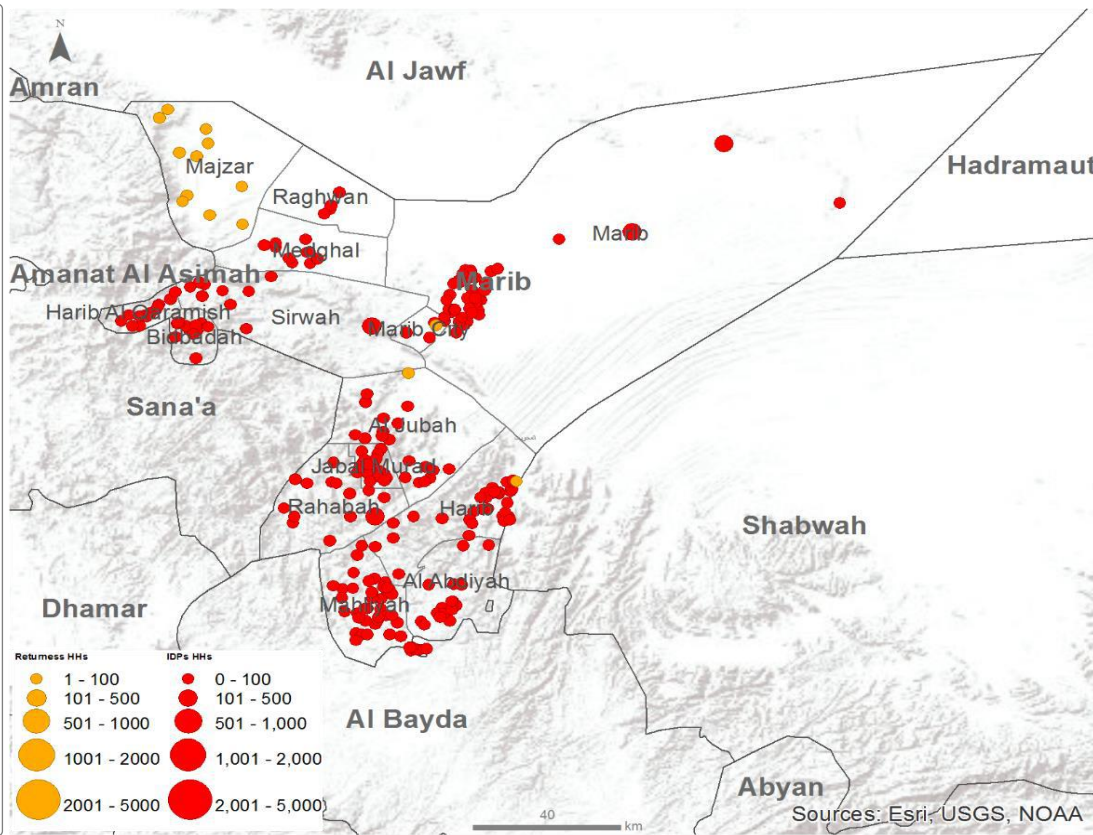 N
Al Jawf
Amran
Majzar
Hadramaut
Raghwan
Marib
Medghal
Amanat Al Asimah
Marib
Harib Al Qaramish
Sirwah
Marib City
Bidbadah
Sana'a
Al Jubah
Jabal Murad
Rahabah
Harib
Shabwah
Al Abdiyah
Dhamar
Mahliyah
Returness HHs
1 - 100
101 - 500
501 - 1000
1001 - 2000
2001 - 5000
IDPs HHs
0 - 100
101 - 500
501 - 1,000
1,001 - 2,000
2,001 - 5,000
Al Bayda
Abyan
40
km
Sources: Esri, USGS, NOAA